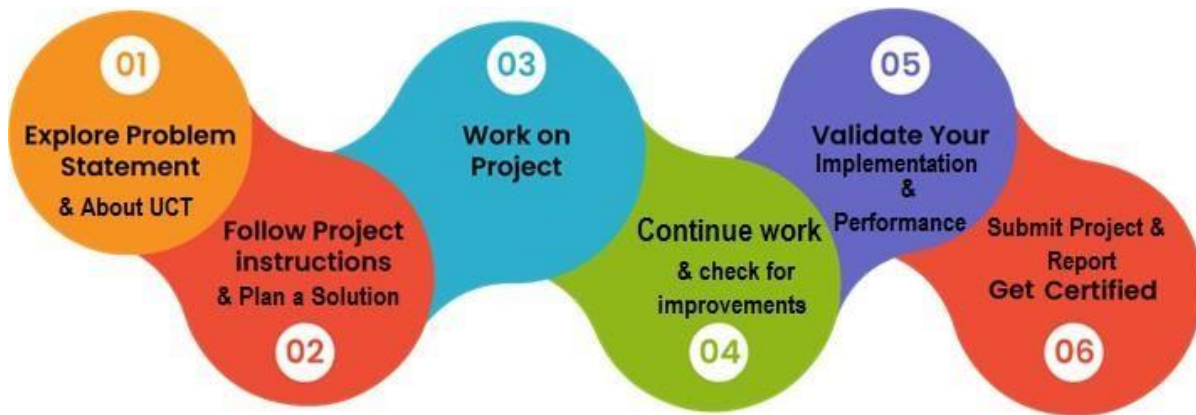 01
Explore Problem
Statement
& About UCT
Follow Project
instructions
& Plan a Solution
02
03
Work on
Project
Continue work
& check for
improvements
04
05
Validate Your
Implementation
&
Performance
Submit Project &
Report
Get Certified
06